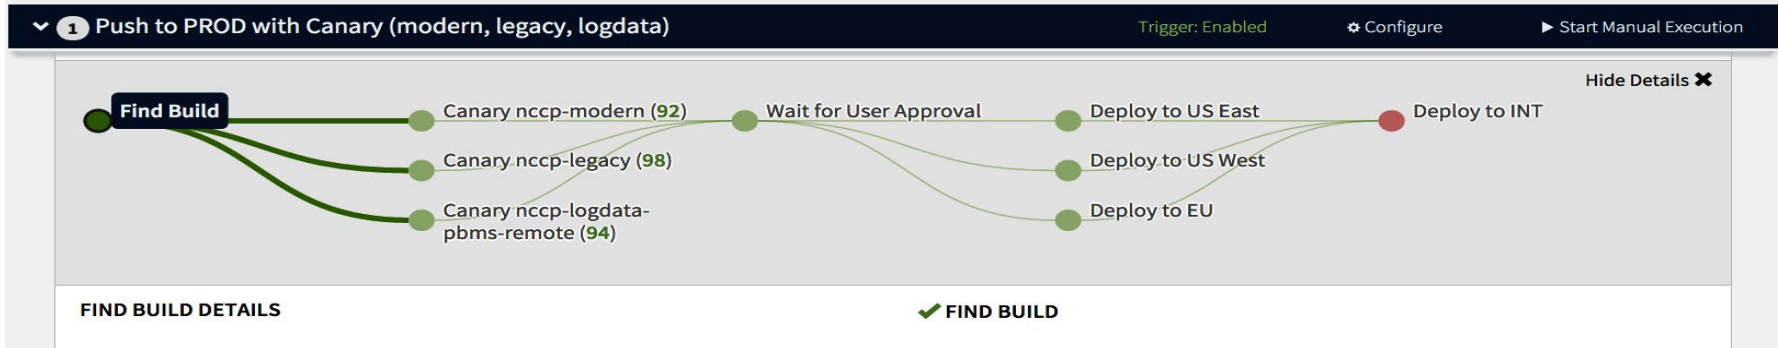 1 Push to PROD with Canary (modern, legacy, logdata) Trigger: Enabled Configure Start Manual Execution
Hide Details
Find Build
Canary nccp-modern (92)
Canary nccp-legacy (98)
Canary nccp-logdata-
pbms-remote (94)
Wait for User Approval
Deploy to US East
Deploy to US West
Deploy to EU
Deploy to INT
FIND BUILD DETAILS
FIND BUILD